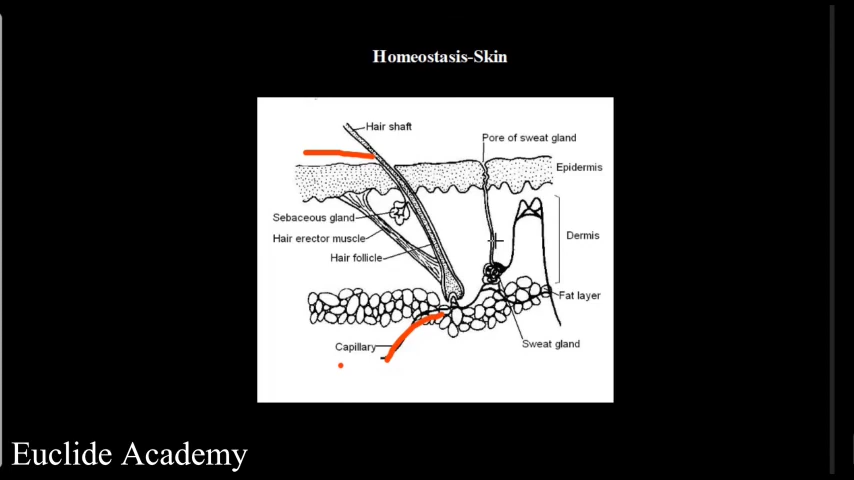 Homeostasis-Skin
Hair shaft
Pore of sweat gland
Epidermis
Sebaceous gland
Hair erector muscle
Dermis
Hair follicle
Fat layer
Capillary
Sweat gland
Euclide Academy